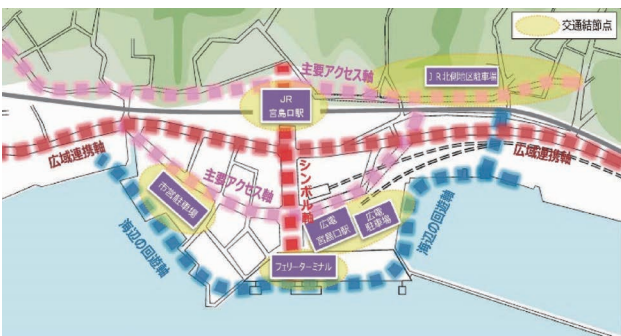 交通結節点
主要アクセス軸
JR北側地区駐車場
JR
宮島口駅
広域連携軸
広域連携軸
主要アクセス軸
シンボル軸
市営駐車場
広電
宮島口駅
広電
駐車場
海辺の回遊軸
海辺の回遊軸
フェリーターミナル